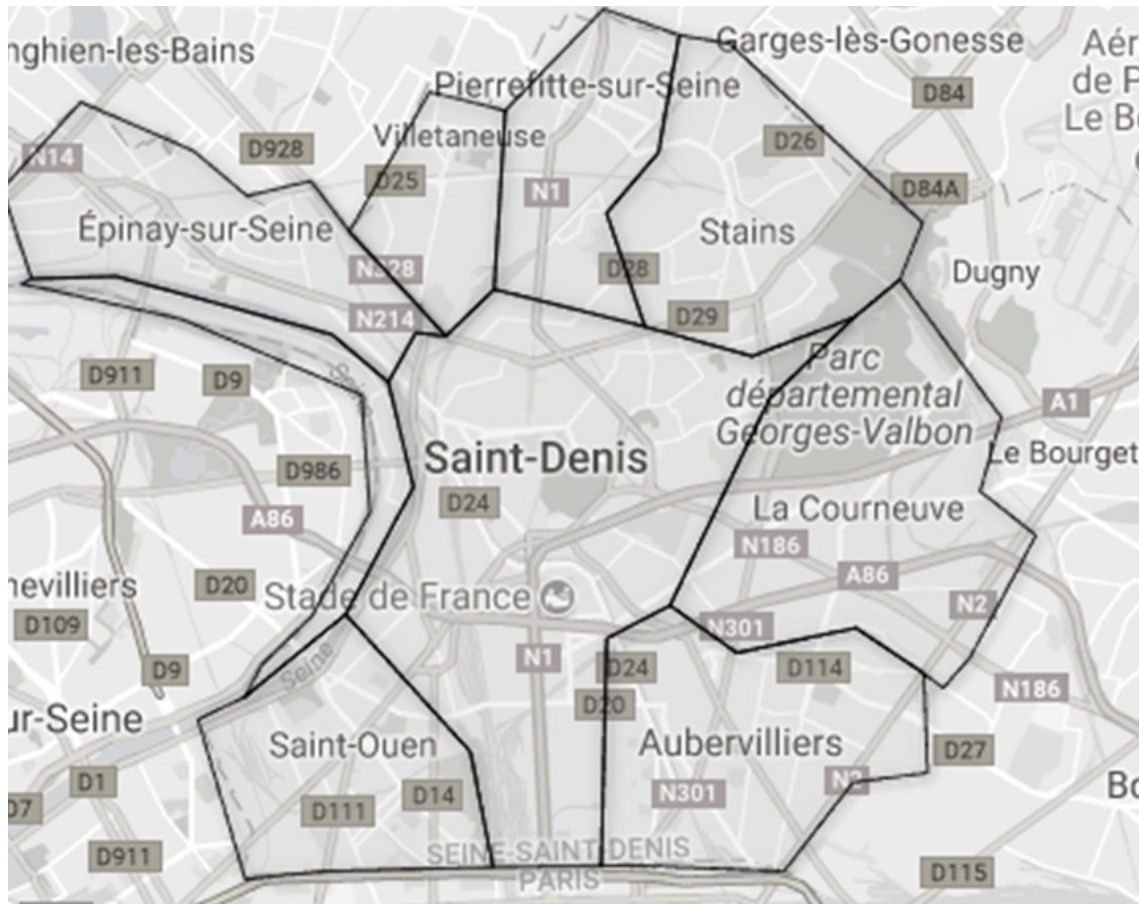 nghien-les-Bains
Garges-lès-Gonesse
Aér
de P
Le B
Pierrefitte-sur-Seine
D84
Villetaneuse
D928
D26
N14
D25
N1
D84A
Épinay-sur-Seine
Stains
N328
D28
Dugny
N214
D29
Parc
départemental
Georges-Valbon
D911
D9
Seine
A1
Saint-Denis
Le Bourget
D986
D24
La Courneuve
A86
N186
A86
nevilliers
D20
Stade de France
N2
D109
N301
N1
D9
Seine
D24
D114
N186
D20
ur-Seine
Saint-Ouen
Aubervilliers
D27
D1
N2
Bo
D7
D111
D14
N301
SEINE-SAINT-DENIS
PARIS
D911
D115